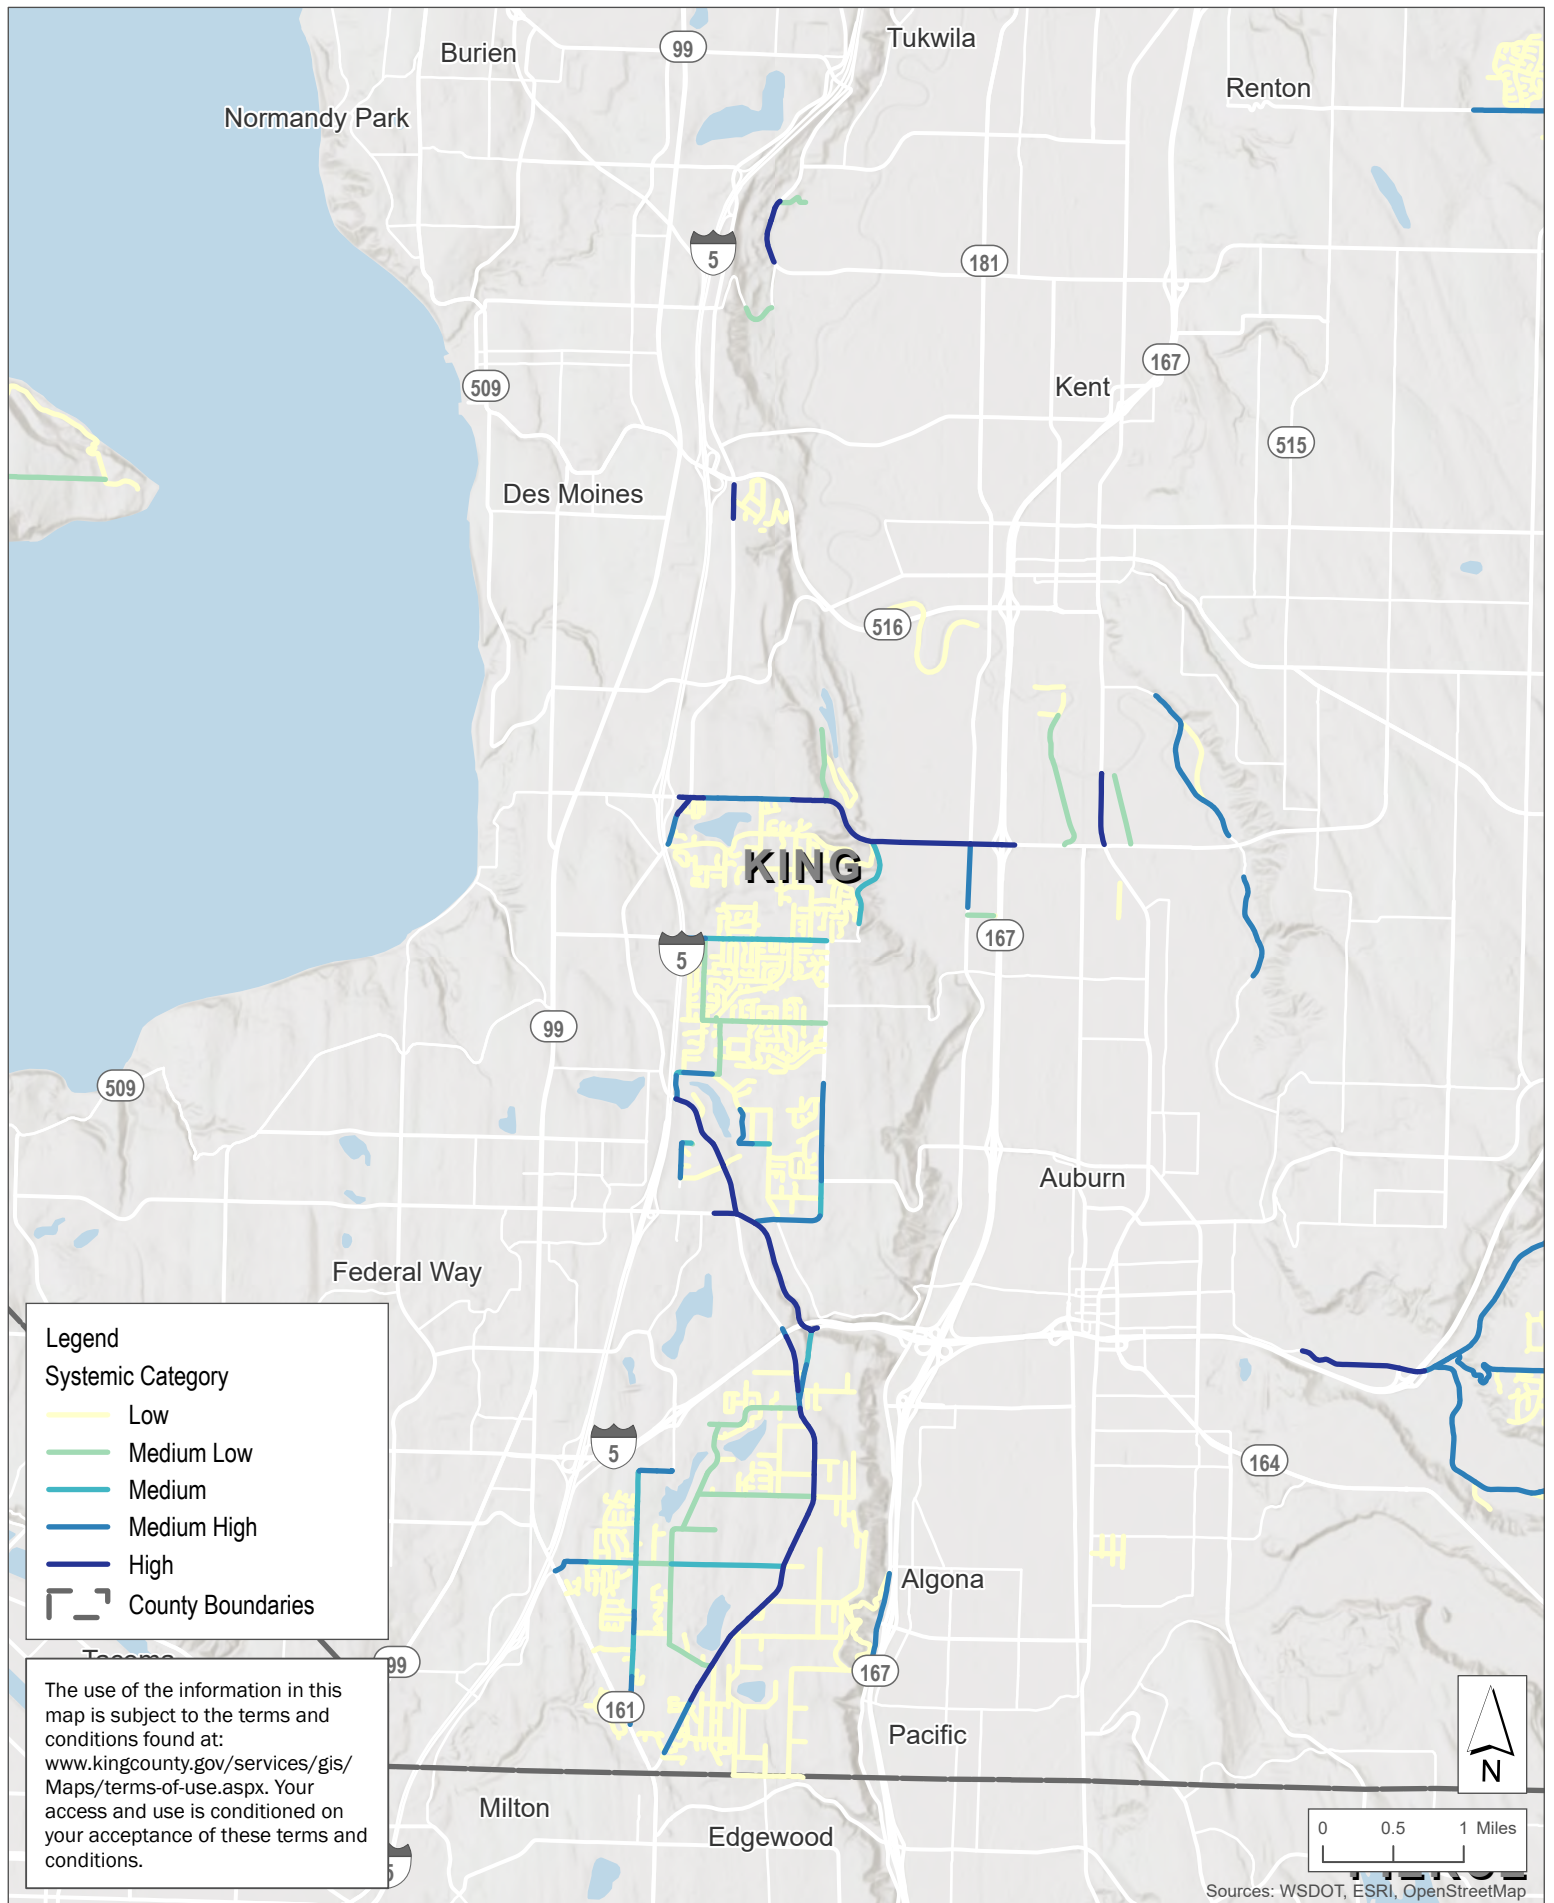 Burien
99
Tukwila
Renton
Normandy Park
5
181
167
Kent
509
515
Des Moines
516
KING
5
167
99
509
Auburn
Federal Way
Legend
Systemic Category
Low
Medium Low
Medium
Medium High
High
County Boundaries
5
164
Algona
99
167
161
Pacific
The use of the information in this
map is subject to the terms and
conditions found at:
www.kingcounty.gov/services/gis/
Maps/terms-of-use.aspx. Your
access and use is conditioned on
your acceptance of these terms and
conditions.
N
Milton
Edgewood
0 0.5 1 Miles
5
Sources: WSDOT, ESRI, OpenStreetMap